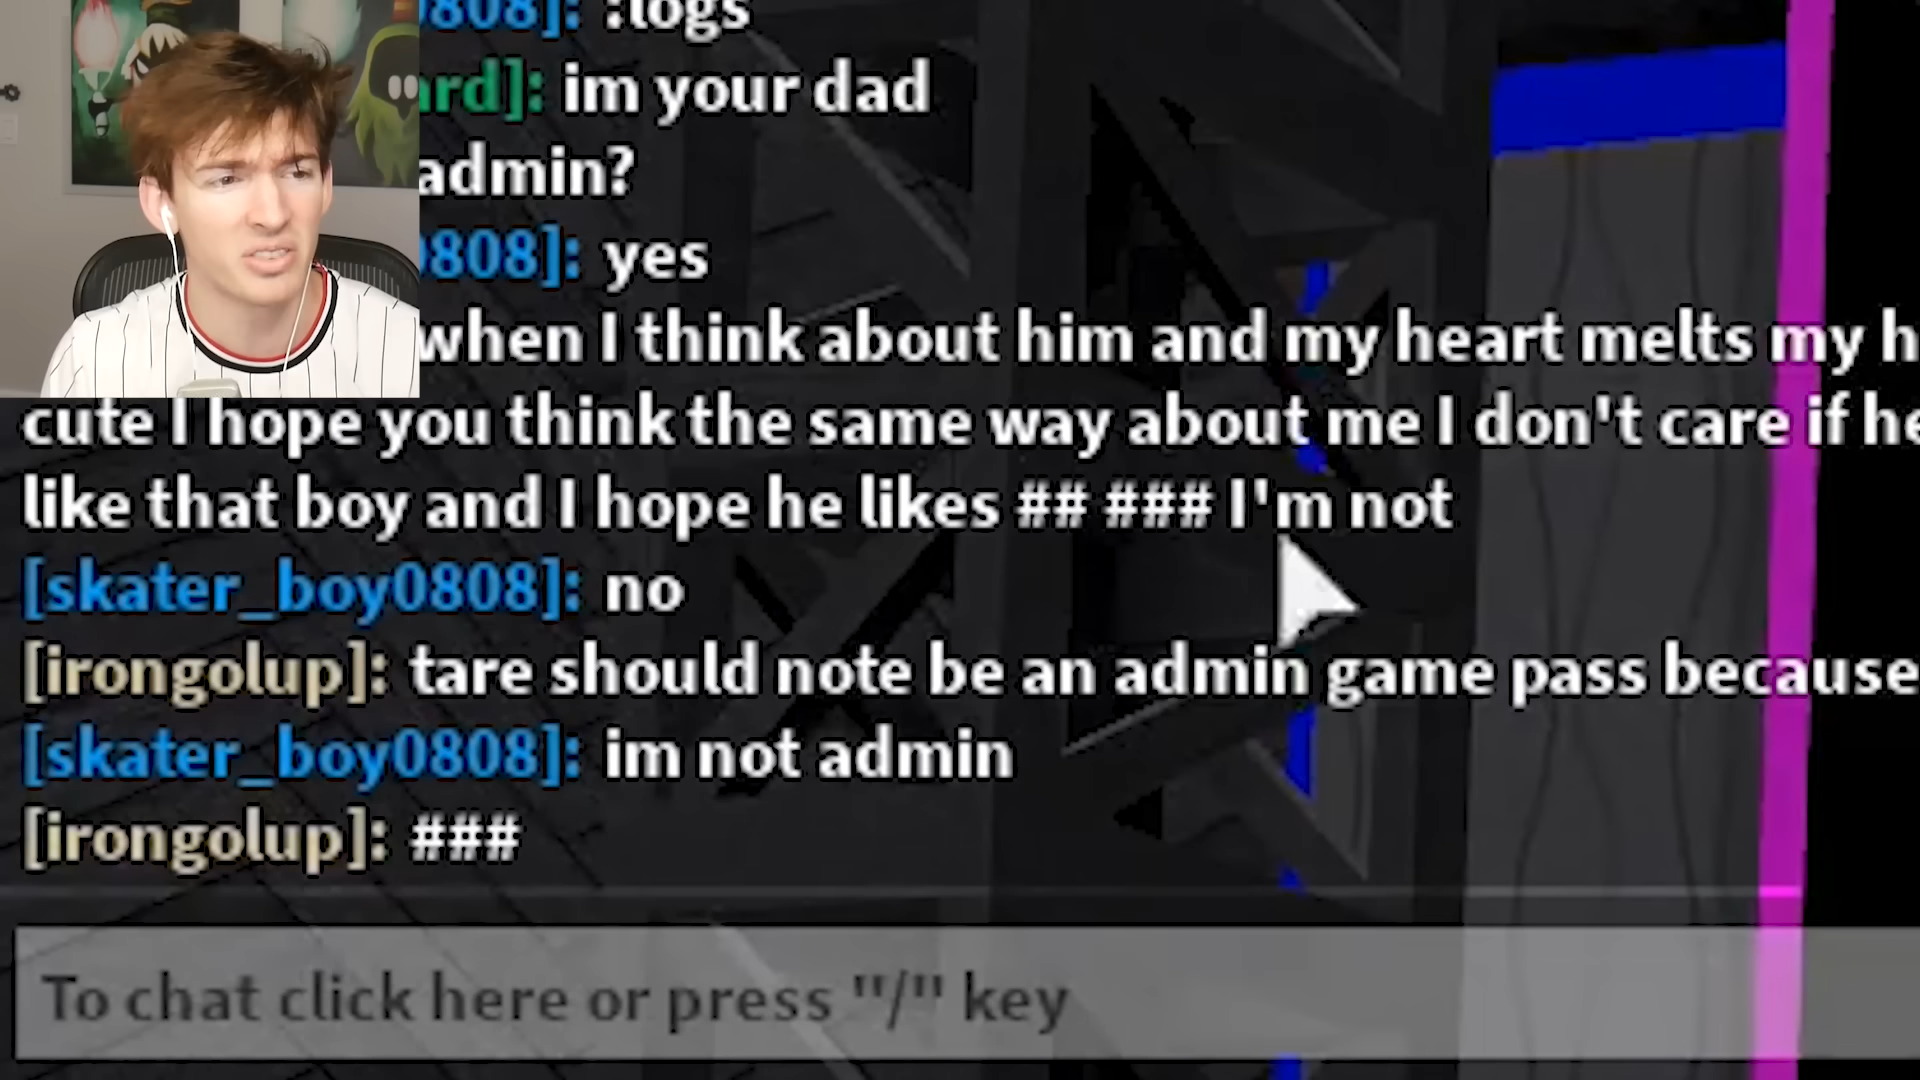 0808]: :logs
ard]: im your dad
admin?
0808]: yes
when I think about him and my heart melts my h
cute I hope you think the same way about me I don't care if he
like that boy and I hope he likes ## ### I'm not
[skater_boy0808]: no
[irongolup]: tare should note be an admin game pass because
[skater_boy0808]: im not admin
[irongolup]: ###
To chat click here or press "/" key